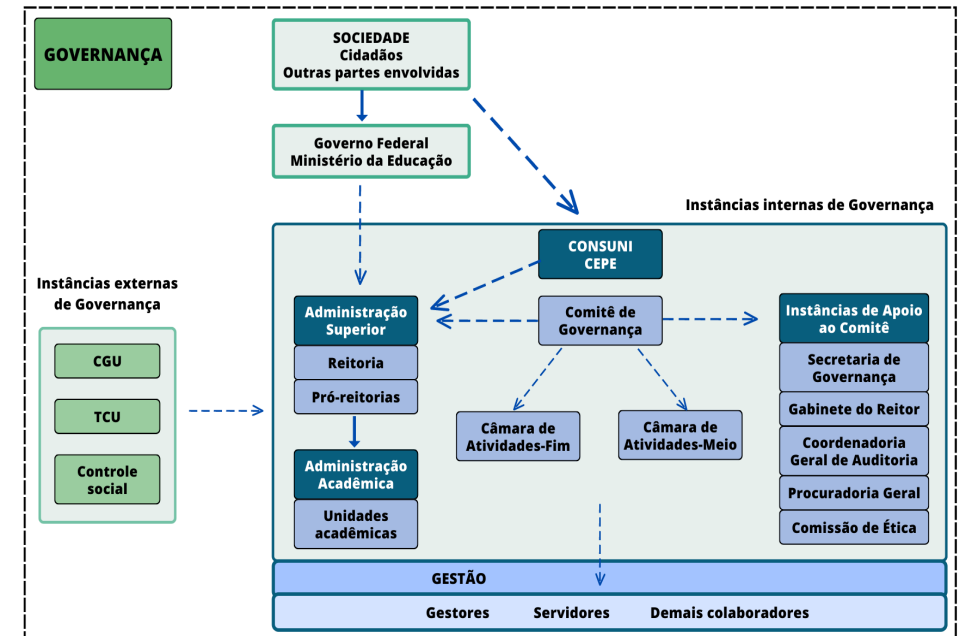 GOVERNANÇA
SOCIEDADE
Cidadãos
Outras partes envolvidas
Governo Federal
Ministério da Educação
Instâncias internas de Governança
CONSUNI
CEPE
Instâncias externas
de Governança
CGU
TCU
Controle
social
Administração
Superior
Reitoria
Pró-reitorias
Administração
Acadêmica
Unidades
acadêmicas
Comitê de
Governança
Câmara de
Atividades-Fim
Câmara de
Atividades-Meio
Instâncias de Apoio
ao Comitê
Secretaria de
Governança
Gabinete do Reitor
Coordenadoria
Geral de Auditoria
Procuradoria Geral
Comissão de Ética
GESTÃO
Gestores Servidores Demais colaboradores